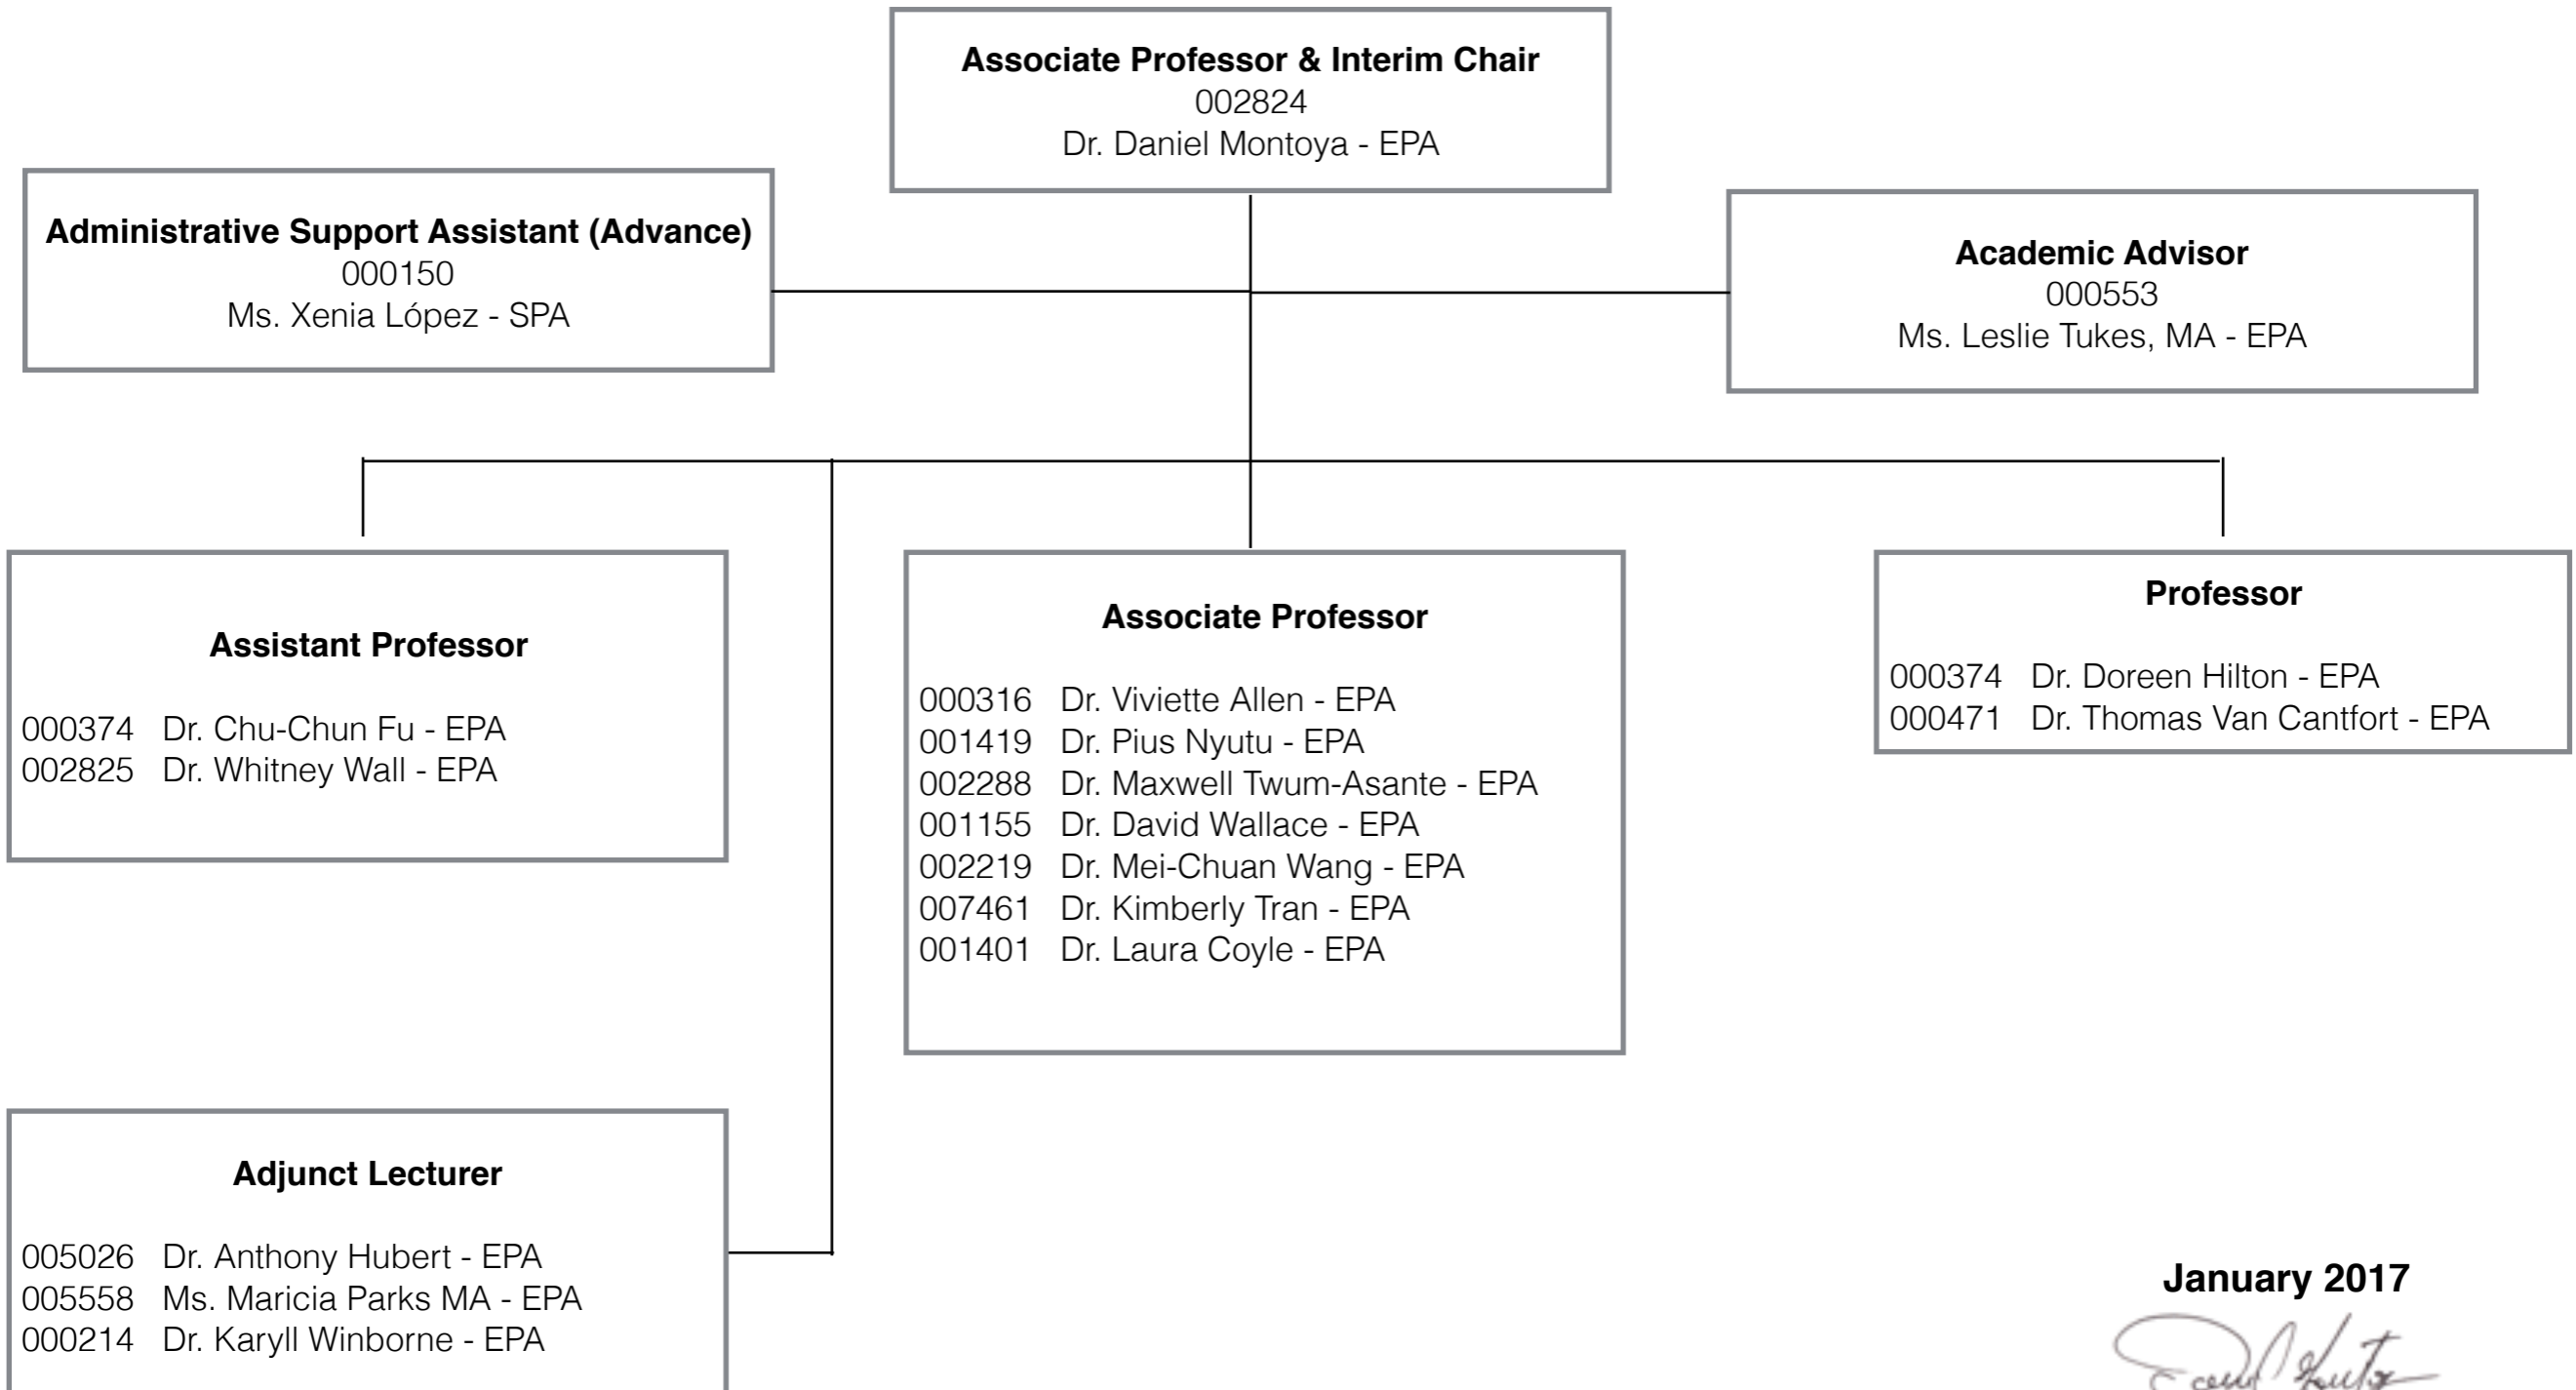 Associate Professor & Interim Chair
002824
Dr. Daniel Montoya - EPA
Administrative Support Assistant (Advance)
000150
Ms. Xenia López - SPA
Academic Advisor
000553
Ms. Leslie Tukes, MA - EPA
Assistant Professor
000374 Dr. Chu-Chun Fu - EPA
002825 Dr. Whitney Wall - EPA
Associate Professor
000316 Dr. Viviette Allen - EPA
001419 Dr. Pius Nyutu - EPA
002288 Dr. Maxwell Twum-Asante - EPA
001155 Dr. David Wallace - EPA
002219 Dr. Mei-Chuan Wang - EPA
007461 Dr. Kimberly Tran - EPA
001401 Dr. Laura Coyle - EPA
Professor
000374 Dr. Doreen Hilton - EPA
000471 Dr. Thomas Van Cantfort - EPA
Adjunct Lecturer
005026 Dr. Anthony Hubert - EPA
005558 Ms. Maricia Parks MA - EPA
000214 Dr. Karyll Winborne - EPA
January 2017